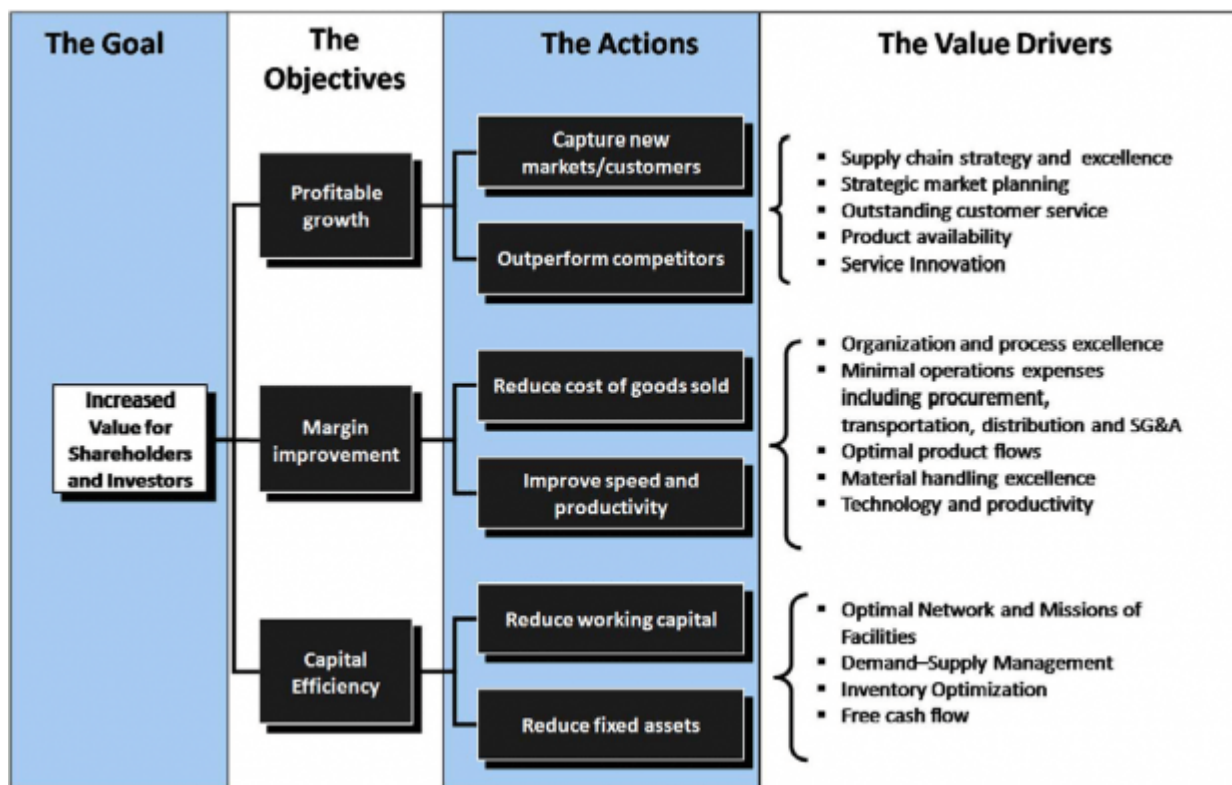 The Goal
The
Objectives
The Actions
The Value Drivers
Increased
Value for
Shareholders
and Investors
Profitable
growth
Capture new
markets/customers
Outperform competitors
▪ Supply chain strategy and excellence
▪ Strategic market planning
▪ Outstanding customer service
▪ Product availability
▪ Service Innovation
Margin
improvement
Reduce cost of goods sold
Improve speed and
productivity
▪ Organization and process excellence
▪ Minimal operations expenses
including procurement,
transportation, distribution and SG&A
▪ Optimal product flows
▪ Material handling excellence
▪ Technology and productivity
Capital
Efficiency
Reduce working capital
Reduce fixed assets
▪ Optimal Network and Missions of
Facilities
▪ Demand–Supply Management
▪ Inventory Optimization
▪ Free cash flow